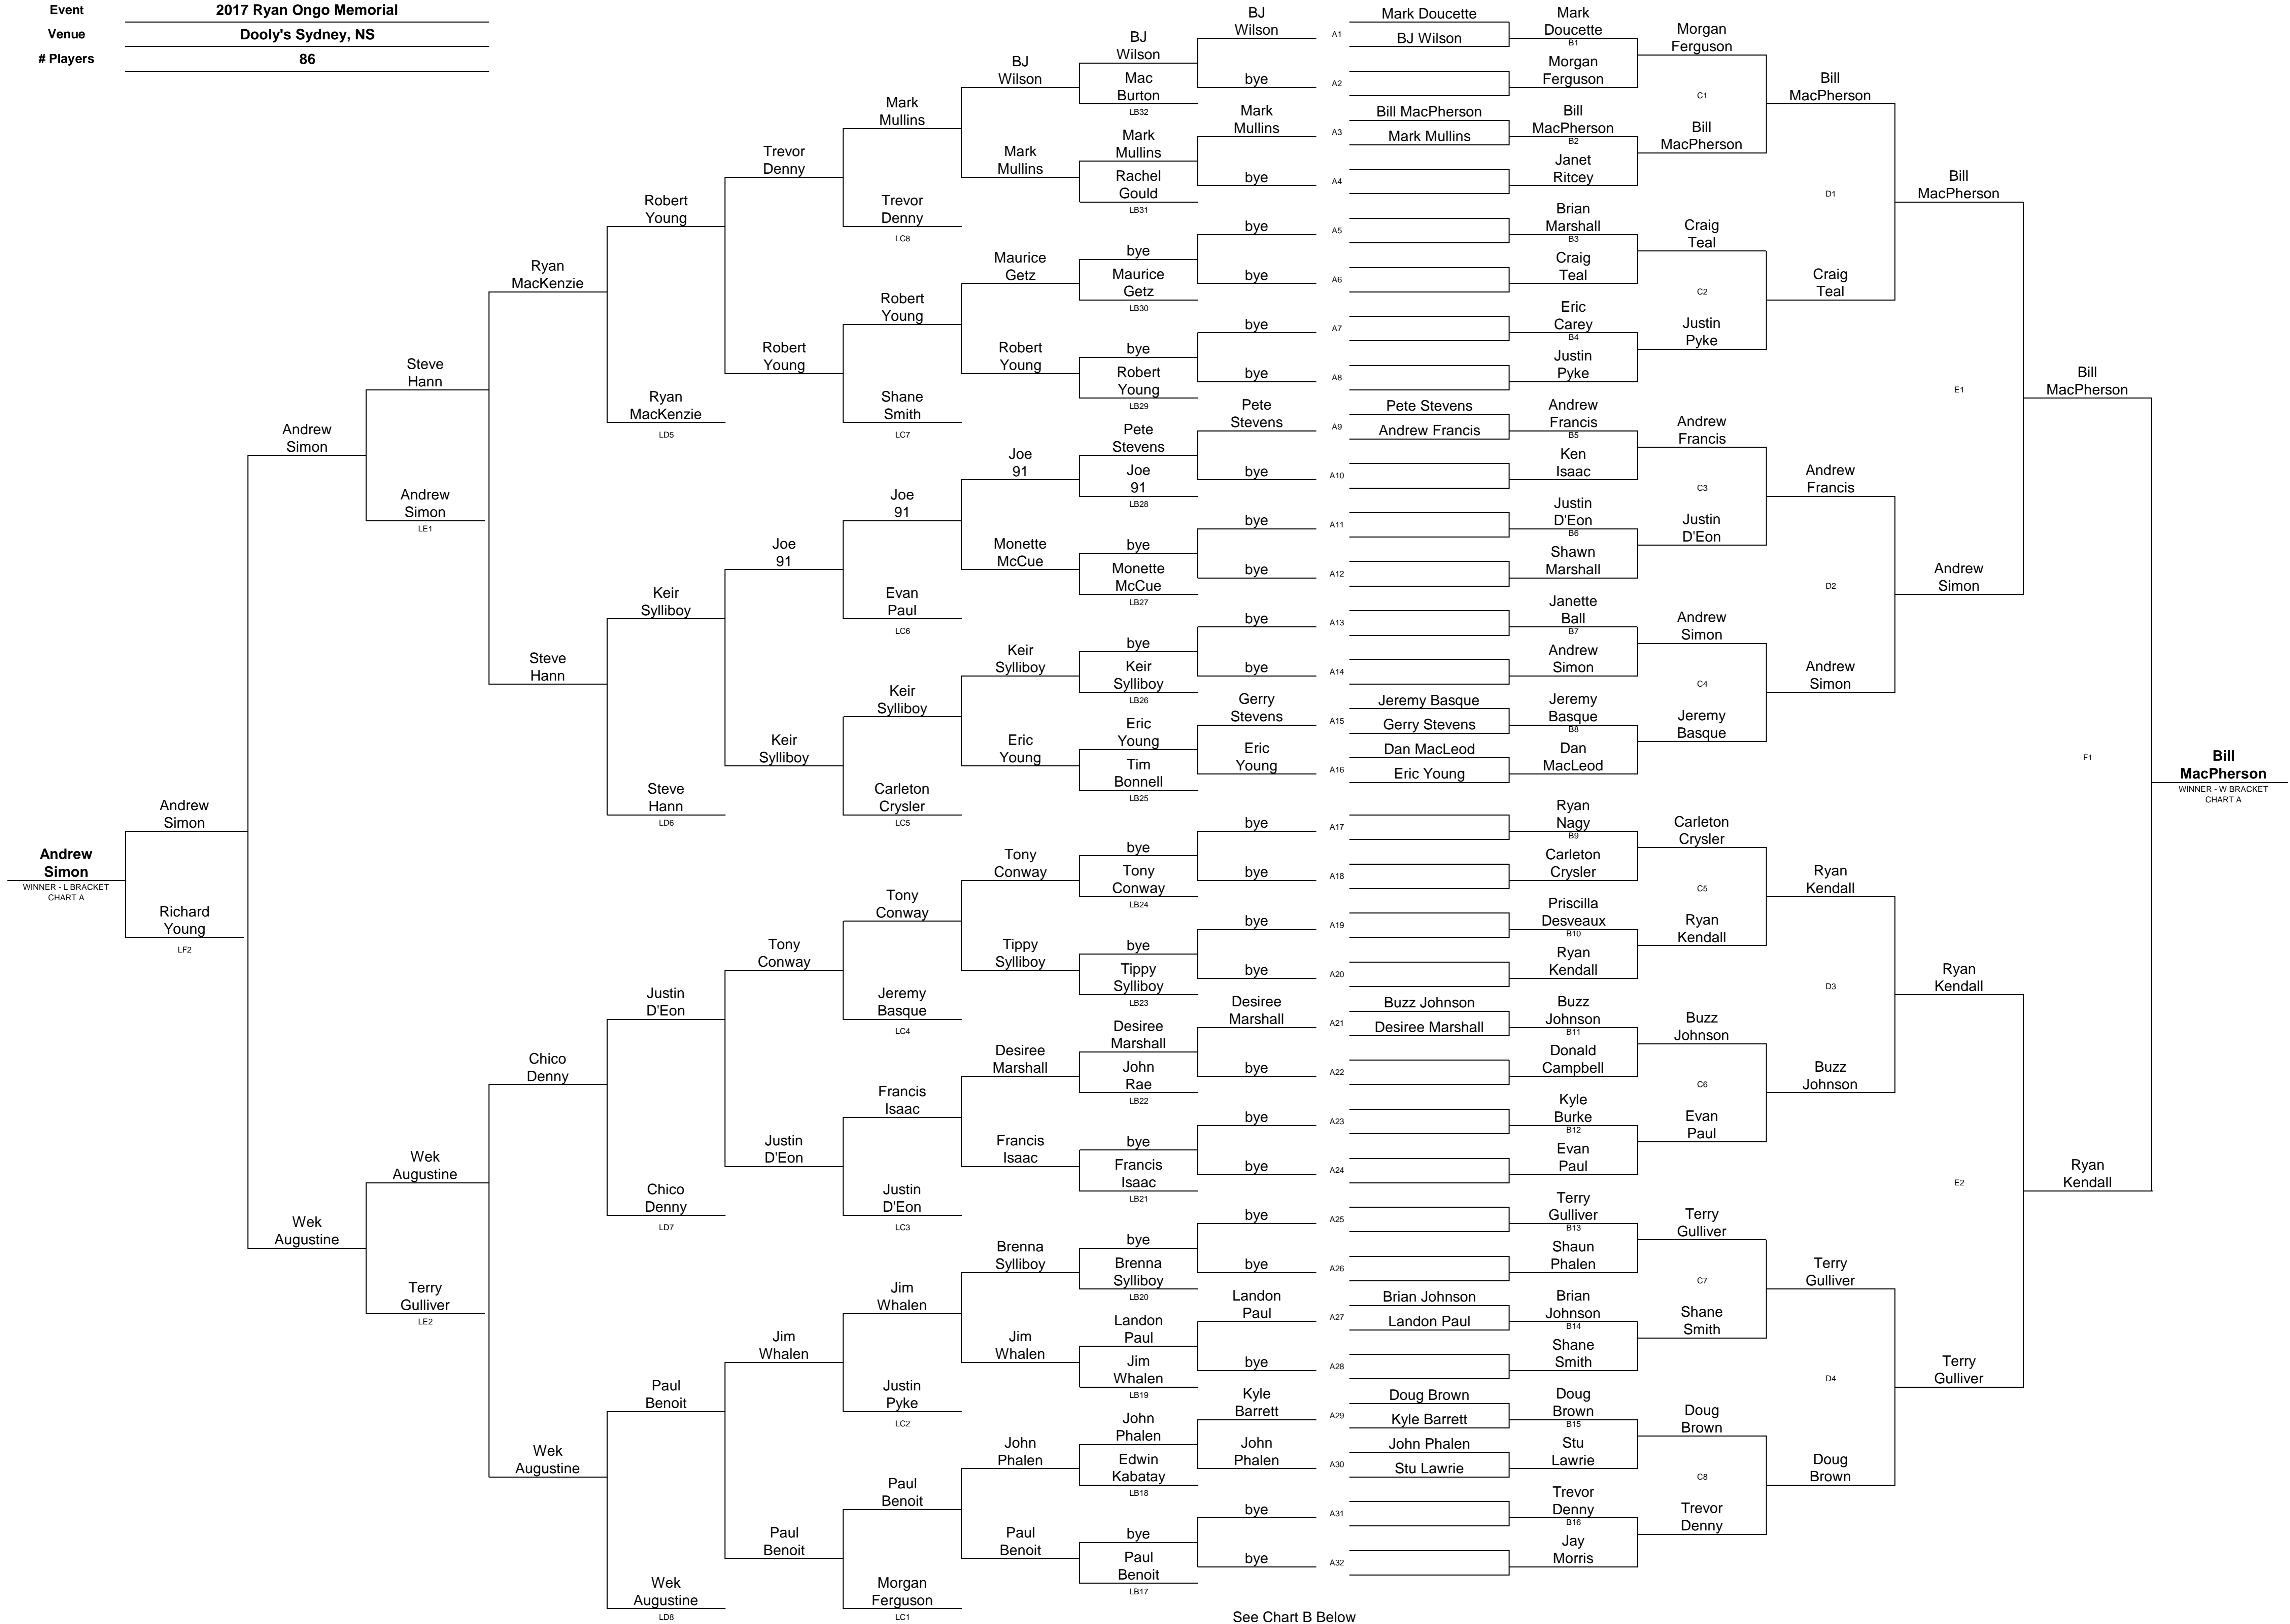 Event 2017 Ryan Ongo Memorial
Venue Dooly's Sydney, NS
# Players 86
Andrew
Simon
WINNER - L BRACKET
CHART A
Andrew
Simon
Richard
Young
LF2
Andrew
Simon
Wek
Augustine
Steve
Hann
Andrew
Simon
LE1
Wek
Augustine
Terry
Gulliver
LE2
Ryan
MacKenzie
Steve
Hann
Chico
Denny
Wek
Augustine
Robert
Young
Ryan
MacKenzie
LD5
Keir
Sylliboy
Steve
Hann
LD6
Justin
D'Eon
Chico
Denny
LD7
Paul
Benoit
Wek
Augustine
LD8
Trevor
Denny
Robert
Young
Joe
91
Keir
Sylliboy
Tony
Conway
Justin
D'Eon
Jim
Whalen
Paul
Benoit
Mark
Mullins
Trevor
Denny
LC8
Robert
Young
Shane
Smith
LC7
Joe
91
Evan
Paul
LC6
Keir
Sylliboy
Carleton
Crysler
LC5
Tony
Conway
Jeremy
Basque
LC4
Francis
Isaac
Justin
D'Eon
LC3
Jim
Whalen
Justin
Pyke
LC2
Paul
Benoit
Morgan
Ferguson
LC1
BJ
Wilson
Mark
Mullins
Maurice
Getz
Robert
Young
Joe
91
Monette
McCue
Keir
Sylliboy
Eric
Young
Tony
Conway
Tippy
Sylliboy
Desiree
Marshall
Francis
Isaac
Brenna
Sylliboy
Jim
Whalen
John
Phalen
Paul
Benoit
BJ
Wilson
Mac
Burton
LB32
Mark
Mullins
Rachel
Gould
LB31
bye
Maurice
Getz
LB30
bye
Robert
Young
LB29
Pete
Stevens
Joe
91
LB28
bye
Monette
McCue
LB27
bye
Keir
Sylliboy
LB26
Eric
Young
Tim
Bonnell
LB25
bye
Tony
Conway
LB24
bye
Tippy
Sylliboy
LB23
Desiree
Marshall
John
Rae
LB22
bye
Francis
Isaac
LB21
bye
Brenna
Sylliboy
LB20
Landon
Paul
Jim
Whalen
LB19
John
Phalen
Edwin
Kabatay
LB18
bye
Paul
Benoit
LB17
BJ
Wilson
bye
Mark
Mullins
bye
bye
bye
bye
bye
Pete
Stevens
bye
bye
bye
bye
bye
Gerry
Stevens
Eric
Young
bye
bye
bye
bye
Desiree
Marshall
bye
bye
bye
bye
bye
Landon
Paul
bye
Kyle
Barrett
John
Phalen
bye
bye
A1
A2
A3
A4
A5
A6
A7
A8
A9
A10
A11
A12
A13
A14
A15
A16
A17
A18
A19
A20
A21
A22
A23
A24
A25
A26
A27
A28
A29
A30
A31
A32
Mark Doucette
BJ Wilson
Bill MacPherson
Mark Mullins
Pete Stevens
Andrew Francis
Jeremy Basque
Gerry Stevens
Dan MacLeod
Eric Young
Buzz Johnson
Desiree Marshall
Brian Johnson
Landon Paul
Doug Brown
Kyle Barrett
John Phalen
Stu Lawrie
Mark
Doucette
B1
Morgan
Ferguson
Bill
MacPherson
B2
Janet
Ritcey
Brian
Marshall
B3
Craig
Teal
Eric
Carey
B4
Justin
Pyke
Andrew
Francis
B5
Ken
Isaac
Justin
D'Eon
B6
Shawn
Marshall
Janette
Ball
B7
Andrew
Simon
Jeremy
Basque
B8
Dan
MacLeod
Ryan
Nagy
B9
Carleton
Crysler
Priscilla
Desveaux
B10
Ryan
Kendall
Buzz
Johnson
B11
Donald
Campbell
Kyle
Burke
B12
Evan
Paul
Terry
Gulliver
B13
Shaun
Phalen
Brian
Johnson
B14
Shane
Smith
Doug
Brown
B15
Stu
Lawrie
Trevor
Denny
B16
Jay
Morris
Morgan
Ferguson
C1
Bill
MacPherson
Craig
Teal
C2
Justin
Pyke
Andrew
Francis
C3
Justin
D'Eon
Andrew
Simon
C4
Jeremy
Basque
Carleton
Crysler
C5
Ryan
Kendall
Buzz
Johnson
C6
Evan
Paul
Terry
Gulliver
C7
Shane
Smith
Doug
Brown
C8
Trevor
Denny
Bill
MacPherson
D1
Craig
Teal
Andrew
Francis
D2
Andrew
Simon
Ryan
Kendall
D3
Buzz
Johnson
Terry
Gulliver
D4
Doug
Brown
Bill
MacPherson
E1
Andrew
Simon
Ryan
Kendall
E2
Terry
Gulliver
Bill
MacPherson
F1
Ryan
Kendall
Bill
MacPherson
WINNER - W BRACKET
CHART A
See Chart B Below